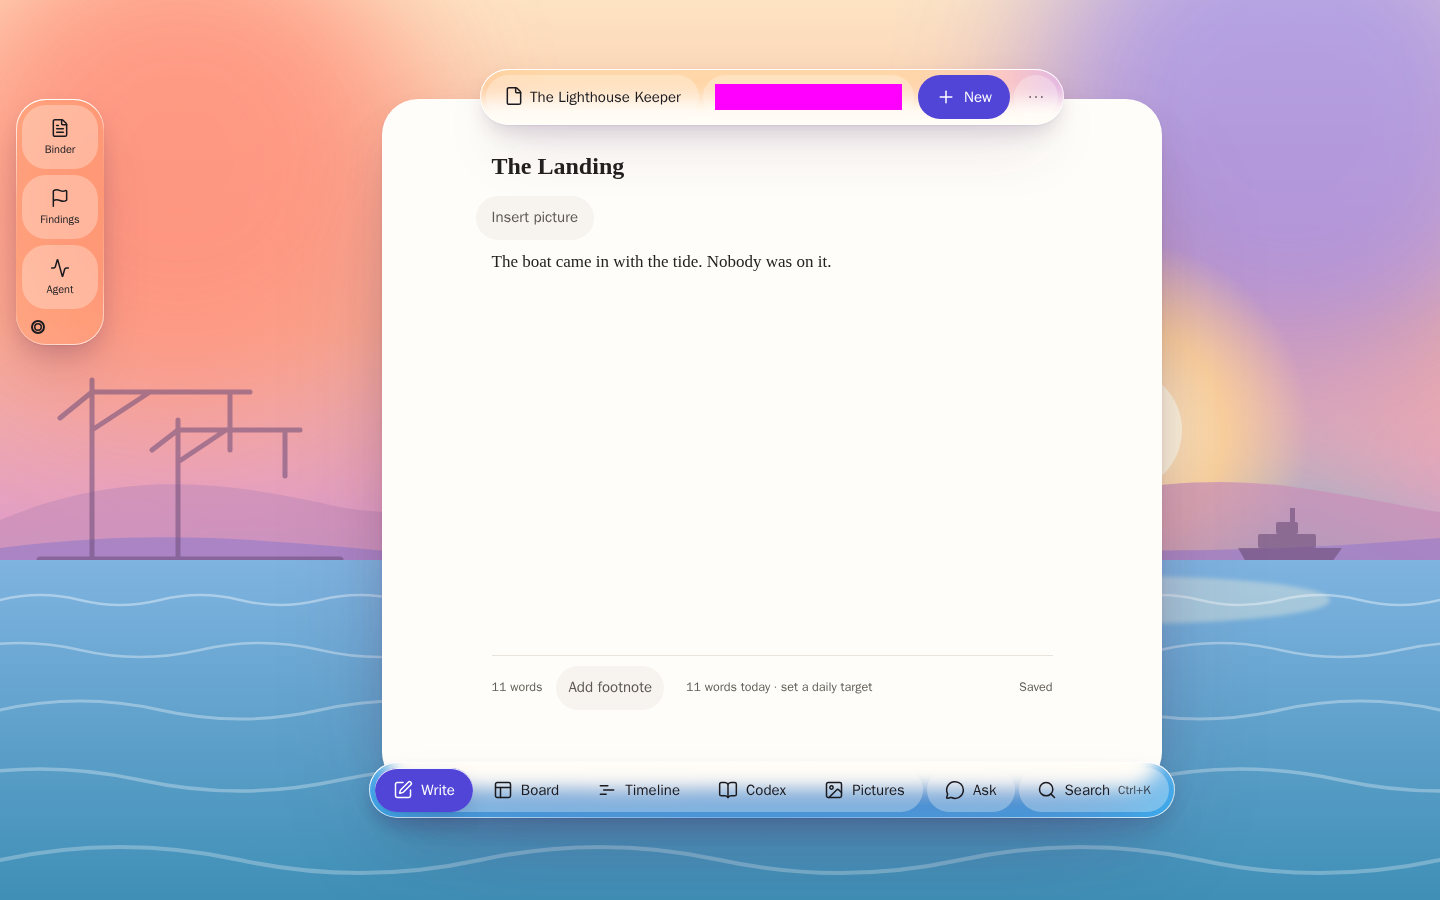 The Lighthouse Keeper
New
Binder
Findings
Agent
The Landing
Insert picture
The boat came in with the tide. Nobody was on it.
11 words
Add footnote
11 words today · set a daily target
Saved
Write
Board
Timeline
Codex
Pictures
Ask
Search Ctrl+K